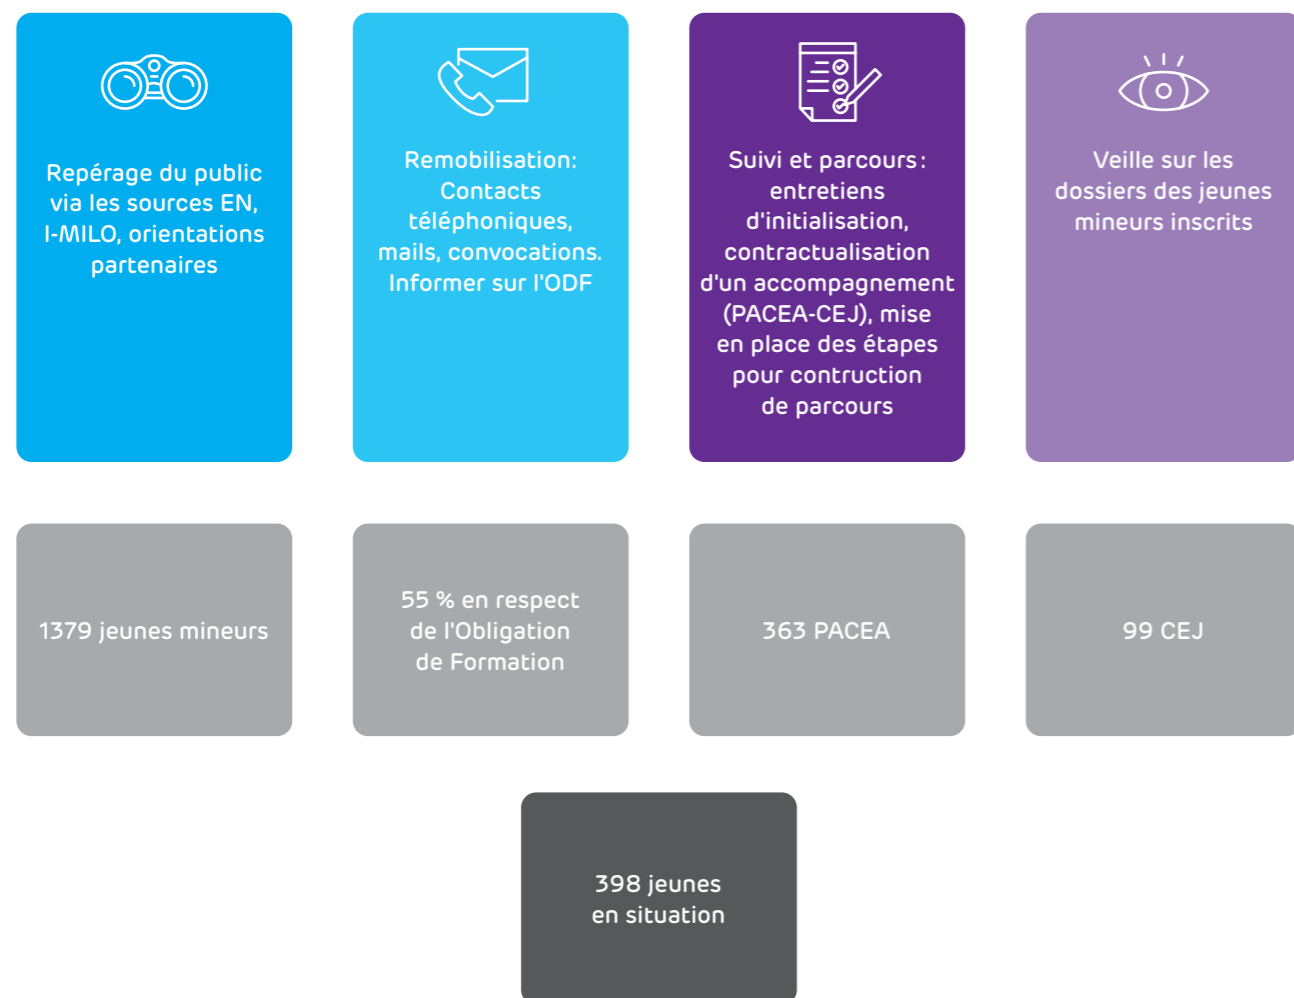 Repérage du public
via les sources EN,
I-MILO, orientations
partenaires
Remobilisation:
Contacts
téléphoniques,
mails, convocations.
Informer sur l'ODF
Suivi et parcours :
entretiens
d'initialisation,
contractualisation
d'un accompagnement
(PACEA-CEJ), mise
en place des étapes
pour contruction
de parcours
Veille sur les
dossiers des jeunes
mineurs inscrits
1379 jeunes mineurs
55 % en respect
de l'Obligation
de Formation
363 PACEA
99 CEJ
398 jeunes
en situation